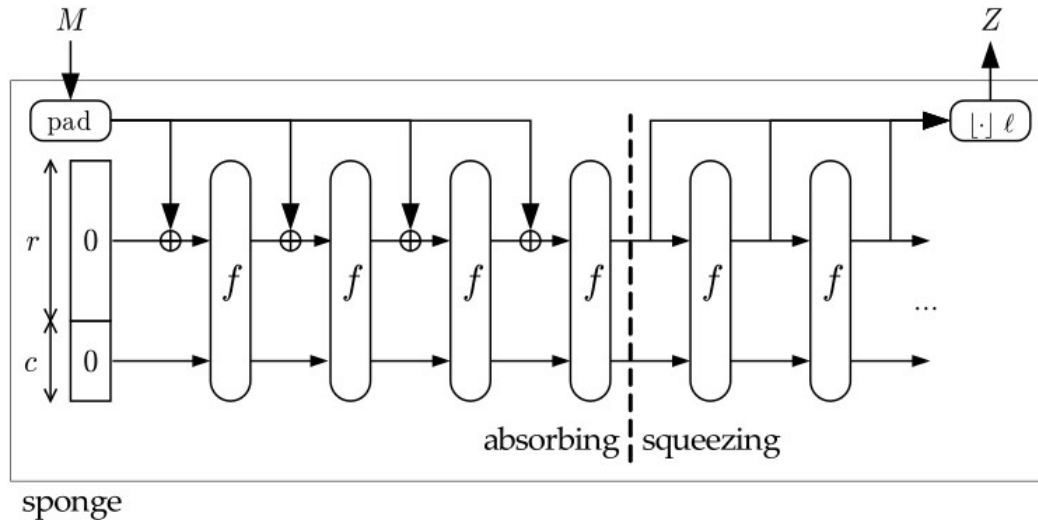 M Z
pad ⌊·⌋ ℓ
r 0 f f f f f f
c 0 ...
absorbing squeezing
sponge